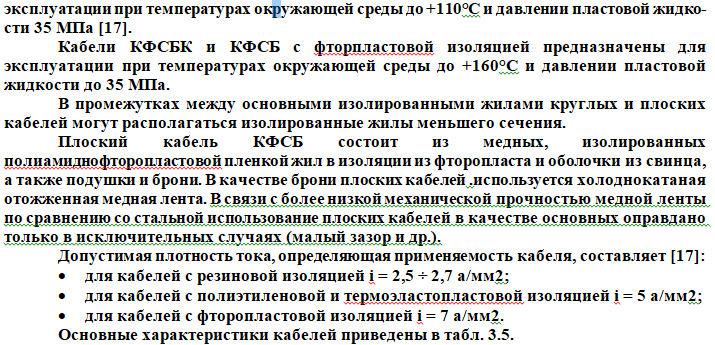 эксплуатации при температурах окружающей среды до +110°С и давлении пластовой жидко-
сти 35 МПа [17].
Кабели КФСБК и КФСБ с фторпластовой изоляцией предназначены для
эксплуатации при температурах окружающей среды до +160°С и давлении пластовой
жидкости до 35 МПа.
В промежутках между основными изолированными жилами круглых и плоских
кабелей могут располагаться изолированные жилы меньшего сечения.
Плоский кабель КФСБ состоит из медных, изолированных
полиамиднофторопластовой пленкой жил в изоляции из фторопласта и оболочки из свинца,
а также подушки и брони. В качестве брони плоских кабелей ,используется холоднокатаная
отожженная медная лента. В связи с более низкой механической прочностью медной ленты
по сравнению со стальной использование плоских кабелей в качестве основных оправдано
только в исключительных случаях (малый зазор и др.).
Допустимая плотность тока, определяющая применяемость кабеля, составляет [17]:
• для кабелей с резиновой изоляцией i = 2,5 ÷ 2,7 а/мм2;
• для кабелей с полиэтиленовой и термоэластопластовой изоляцией i = 5 а/мм2;
• для кабелей с фторопластовой изоляцией i = 7 а/мм2.
Основные характеристики кабелей приведены в табл. 3.5.